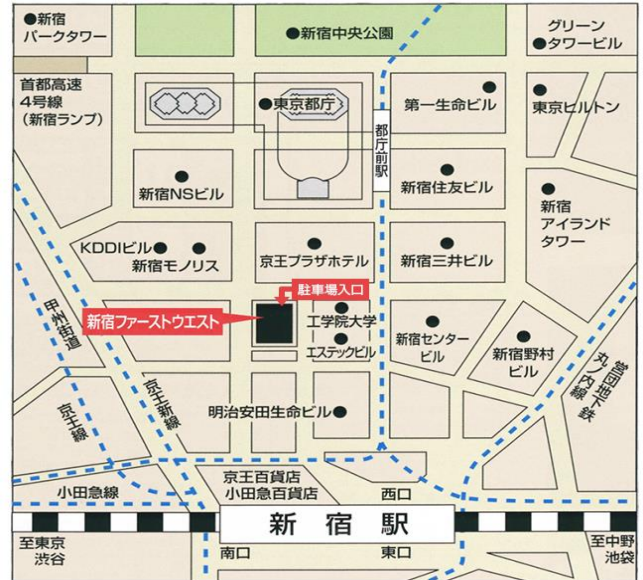 新宿
パークタワー
新宿中央公園
グリーン
タワービル
首都高速
4号線
(新宿ランプ)
東京都庁
第一生命ビル
東京ヒルトン
都庁前駅
新宿NSビル
新宿住友ビル
新宿
アイランド
タワー
KDDIビル
新宿モノリス
京王プラザホテル
新宿三井ビル
駐車場入口
新宿ファーストウエスト
工学院大学
エステックビル
新宿センター
ビル
新宿野村
ビル
甲州街道
京王新線
京王線
明治安田生命ビル
営団地下鉄
丸ノ内線
小田急線
京王百貨店
小田急百貨店
西口
新宿駅
至東京
渋谷
南口
東口
至中野
池袋